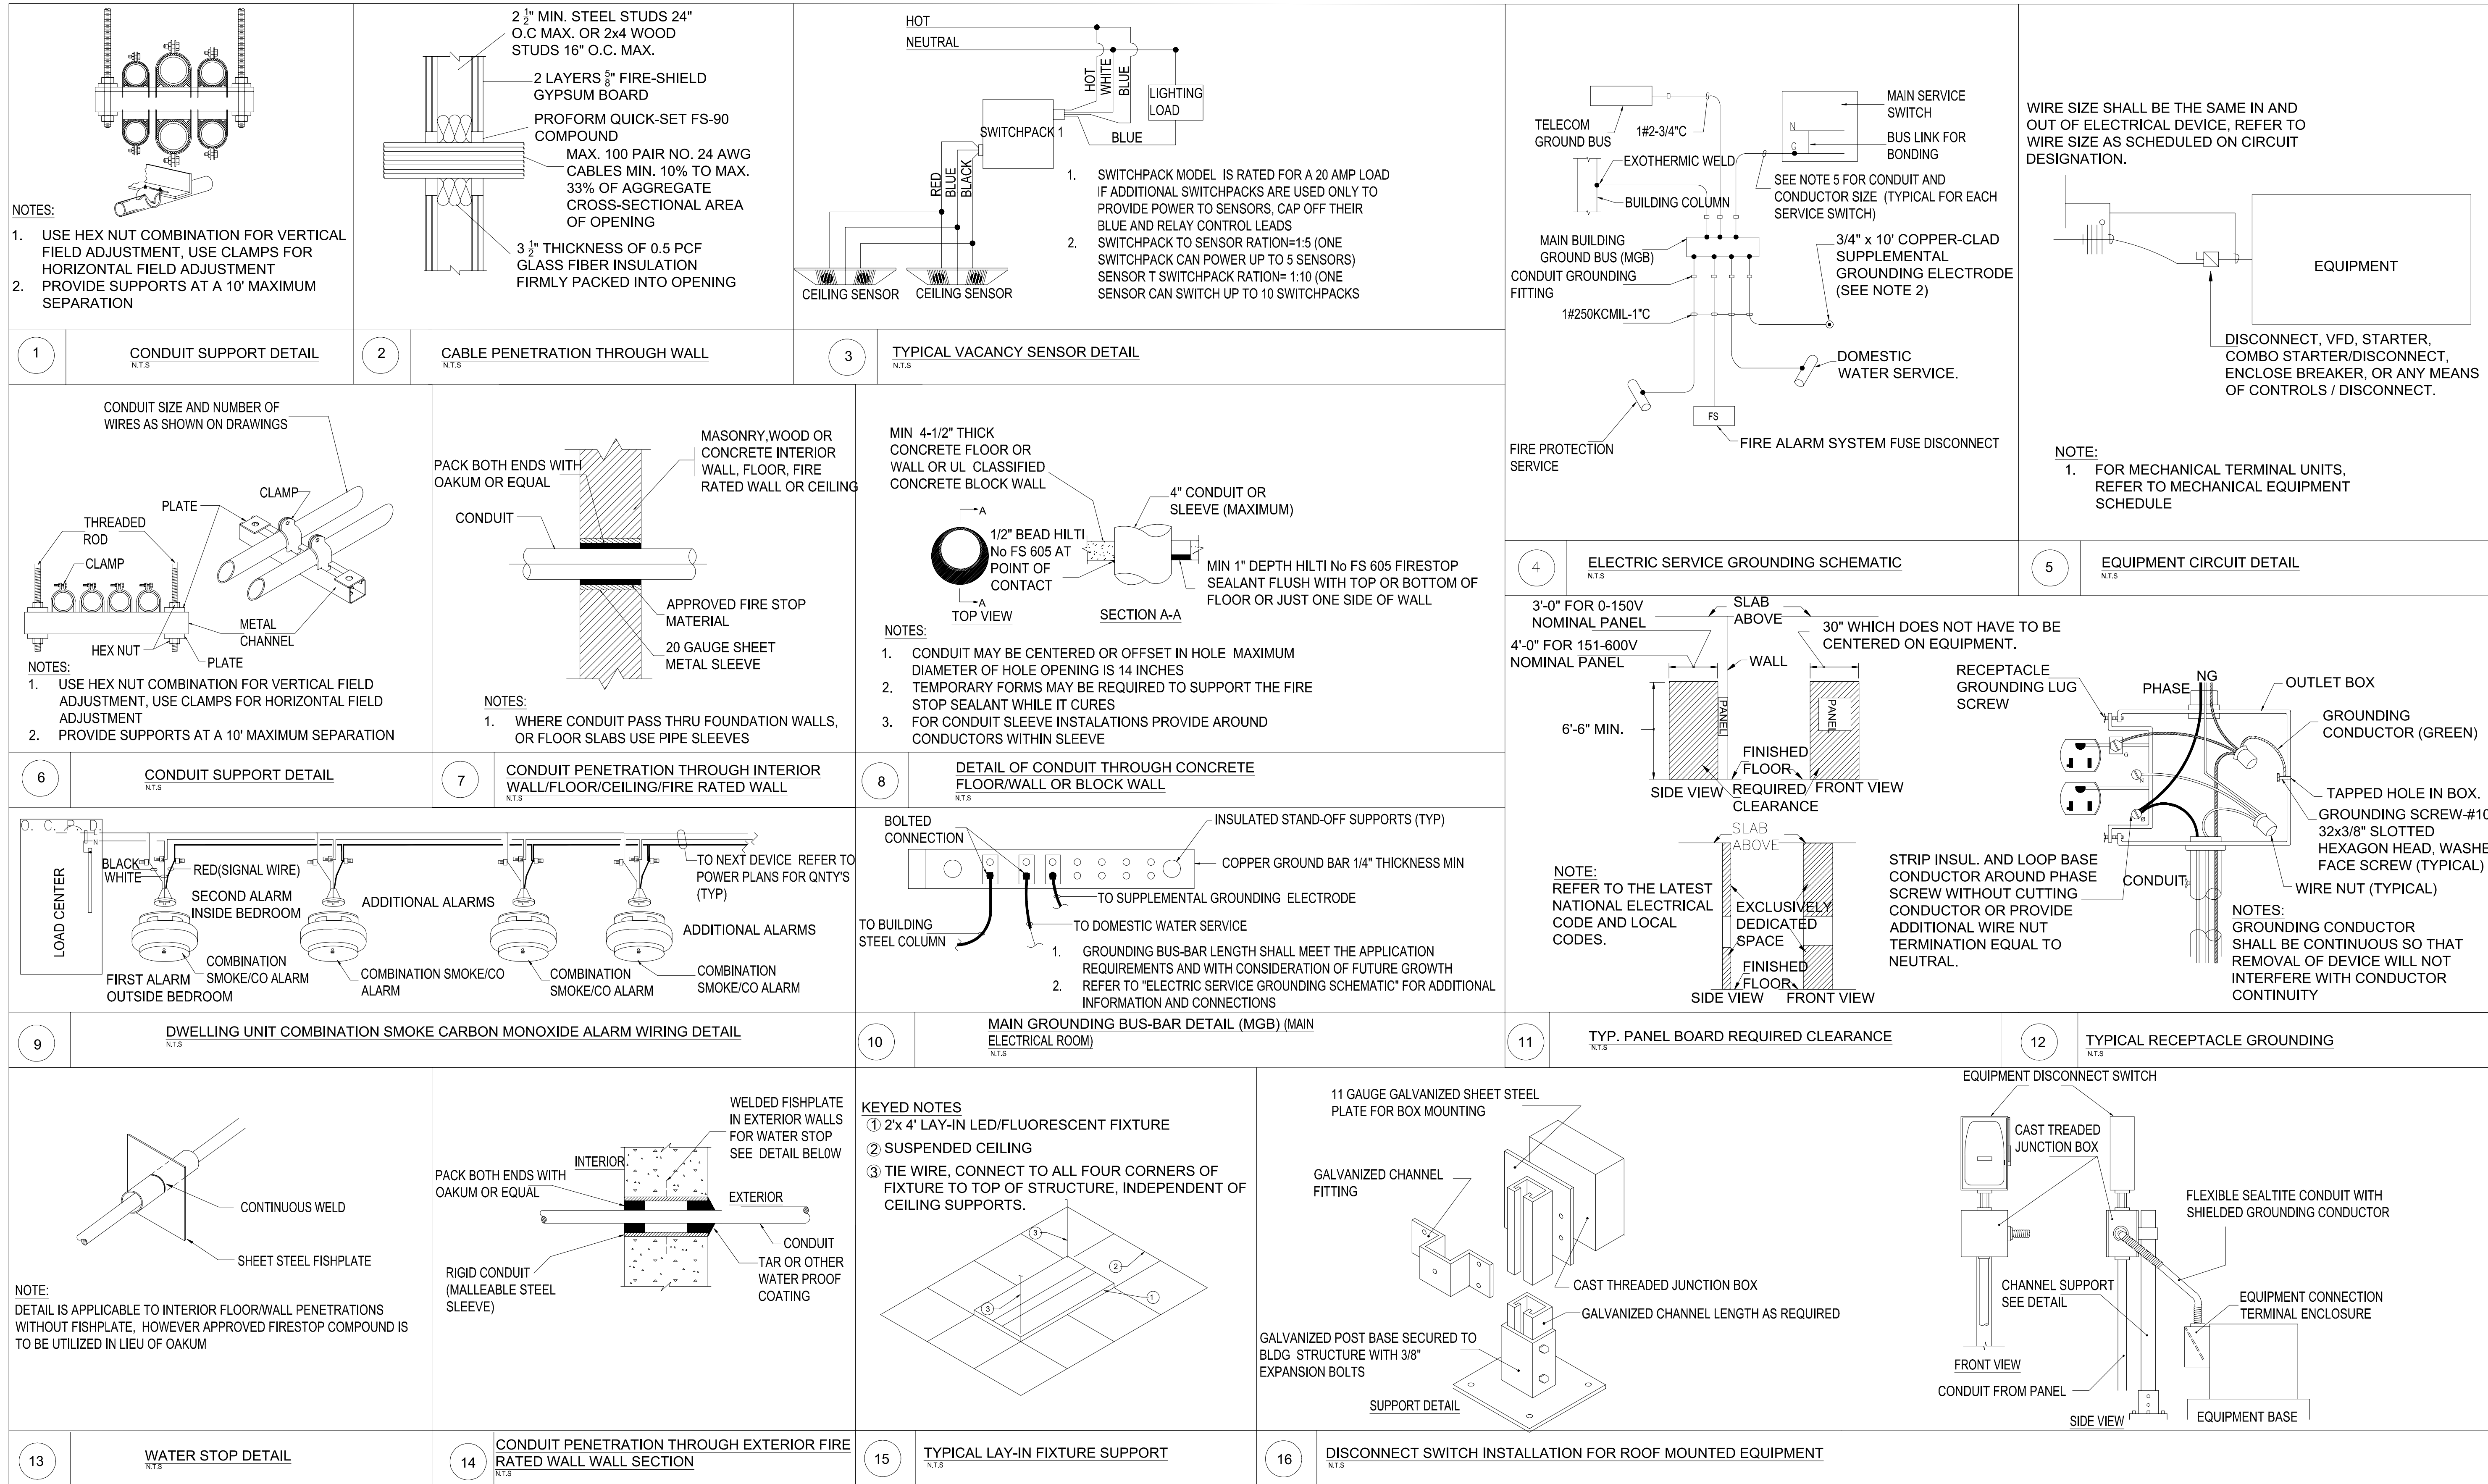 NOTES:
1. USE HEX NUT COMBINATION FOR VERTICAL
FIELD ADJUSTMENT, USE CLAMPS FOR
HORIZONTAL FIELD ADJUSTMENT
2. PROVIDE SUPPORTS AT A 10' MAXIMUM
SEPARATION
1
CONDUIT SUPPORT DETAIL
N.T.S
2 1/2" MIN. STEEL STUDS 24"
O.C MAX. OR 2x4 WOOD
STUDS 16" O.C. MAX.
2 LAYERS 5/8" FIRE-SHIELD
GYPSUM BOARD
PROFORM QUICK-SET FS-90
COMPOUND
MAX. 100 PAIR NO. 24 AWG
CABLES MIN. 10% TO MAX.
33% OF AGGREGATE
CROSS-SECTIONAL AREA
OF OPENING
3 1/2" THICKNESS OF 0.5 PCF
GLASS FIBER INSULATION
FIRMLY PACKED INTO OPENING
2
CABLE PENETRATION THROUGH WALL
N.T.S
HOT
NEUTRAL
HOT
WHITE
BLUE
LIGHTING
LOAD
SWITCHPACK 1
BLUE
RED
BLUE
BLACK
CEILING SENSOR
CEILING SENSOR
1. SWITCHPACK MODEL IS RATED FOR A 20 AMP LOAD
IF ADDITIONAL SWITCHPACKS ARE USED ONLY TO
PROVIDE POWER TO SENSORS, CAP OFF THEIR
BLUE AND RELAY CONTROL LEADS
2. SWITCHPACK TO SENSOR RATION=1:5 (ONE
SWITCHPACK CAN POWER UP TO 5 SENSORS)
SENSOR T SWITCHPACK RATION= 1:10 (ONE
SENSOR CAN SWITCH UP TO 10 SWITCHPACKS
3
TYPICAL VACANCY SENSOR DETAIL
N.T.S
TELECOM
GROUND BUS
1#2-3/4"C
N
G
MAIN SERVICE
SWITCH
BUS LINK FOR
BONDING
EXOTHERMIC WELD
BUILDING COLUMN
SEE NOTE 5 FOR CONDUIT AND
CONDUCTOR SIZE (TYPICAL FOR EACH
SERVICE SWITCH)
MAIN BUILDING
GROUND BUS (MGB)
CONDUIT GROUNDING
FITTING
1#250KCMIL-1"C
3/4" x 10' COPPER-CLAD
SUPPLEMENTAL
GROUNDING ELECTRODE
(SEE NOTE 2)
DOMESTIC
WATER SERVICE.
FS
FIRE PROTECTION
SERVICE
FIRE ALARM SYSTEM FUSE DISCONNECT
4
ELECTRIC SERVICE GROUNDING SCHEMATIC
N.T.S
WIRE SIZE SHALL BE THE SAME IN AND
OUT OF ELECTRICAL DEVICE, REFER TO
WIRE SIZE AS SCHEDULED ON CIRCUIT
DESIGNATION.
EQUIPMENT
DISCONNECT, VFD, STARTER,
COMBO STARTER/DISCONNECT,
ENCLOSE BREAKER, OR ANY MEANS
OF CONTROLS / DISCONNECT.
NOTE:
1. FOR MECHANICAL TERMINAL UNITS,
REFER TO MECHANICAL EQUIPMENT
SCHEDULE
5
EQUIPMENT CIRCUIT DETAIL
N.T.S
CONDUIT SIZE AND NUMBER OF
WIRES AS SHOWN ON DRAWINGS
CLAMP
PLATE
THREADED
ROD
CLAMP
METAL
CHANNEL
HEX NUT
PLATE
NOTES:
1. USE HEX NUT COMBINATION FOR VERTICAL FIELD
ADJUSTMENT, USE CLAMPS FOR HORIZONTAL FIELD
ADJUSTMENT
2. PROVIDE SUPPORTS AT A 10' MAXIMUM SEPARATION
6
CONDUIT SUPPORT DETAIL
N.T.S
PACK BOTH ENDS WITH
OAKUM OR EQUAL
MASONRY,WOOD OR
CONCRETE INTERIOR
WALL, FLOOR, FIRE
RATED WALL OR CEILING
CONDUIT
APPROVED FIRE STOP
MATERIAL
20 GAUGE SHEET
METAL SLEEVE
NOTES:
1. WHERE CONDUIT PASS THRU FOUNDATION WALLS,
OR FLOOR SLABS USE PIPE SLEEVES
7
CONDUIT PENETRATION THROUGH INTERIOR
WALL/FLOOR/CEILING/FIRE RATED WALL
N.T.S
MIN 4-1/2" THICK
CONCRETE FLOOR OR
WALL OR UL CLASSIFIED
CONCRETE BLOCK WALL
A
A
TOP VIEW
1/2" BEAD HILTI
No FS 605 AT
POINT OF
CONTACT
4" CONDUIT OR
SLEEVE (MAXIMUM)
MIN 1" DEPTH HILTI No FS 605 FIRESTOP
SEALANT FLUSH WITH TOP OR BOTTOM OF
FLOOR OR JUST ONE SIDE OF WALL
SECTION A-A
NOTES:
1. CONDUIT MAY BE CENTERED OR OFFSET IN HOLE MAXIMUM
DIAMETER OF HOLE OPENING IS 14 INCHES
2. TEMPORARY FORMS MAY BE REQUIRED TO SUPPORT THE FIRE
STOP SEALANT WHILE IT CURES
3. FOR CONDUIT SLEEVE INSTALATIONS PROVIDE AROUND
CONDUCTORS WITHIN SLEEVE
8
DETAIL OF CONDUIT THROUGH CONCRETE
FLOOR/WALL OR BLOCK WALL
N.T.S
O. C. P. D.
N
LOAD CENTER
BLACK
WHITE
RED(SIGNAL WIRE)
SECOND ALARM
INSIDE BEDROOM
ADDITIONAL ALARMS
TO NEXT DEVICE REFER TO
POWER PLANS FOR QNTY'S
(TYP)
ADDITIONAL ALARMS
FIRST ALARM
OUTSIDE BEDROOM
COMBINATION
SMOKE/CO ALARM
COMBINATION SMOKE/CO
ALARM
COMBINATION
SMOKE/CO ALARM
COMBINATION
SMOKE/CO ALARM
9
DWELLING UNIT COMBINATION SMOKE CARBON MONOXIDE ALARM WIRING DETAIL
N.T.S
BOLTED
CONNECTION
INSULATED STAND-OFF SUPPORTS (TYP)
COPPER GROUND BAR 1/4" THICKNESS MIN
TO SUPPLEMENTAL GROUNDING ELECTRODE
TO BUILDING
STEEL COLUMN
TO DOMESTIC WATER SERVICE
1. GROUNDING BUS-BAR LENGTH SHALL MEET THE APPLICATION
REQUIREMENTS AND WITH CONSIDERATION OF FUTURE GROWTH
2. REFER TO "ELECTRIC SERVICE GROUNDING SCHEMATIC" FOR ADDITIONAL
INFORMATION AND CONNECTIONS
10
MAIN GROUNDING BUS-BAR DETAIL (MGB) (MAIN
ELECTRICAL ROOM)
N.T.S
3'-0" FOR 0-150V
NOMINAL PANEL
4'-0" FOR 151-600V
NOMINAL PANEL
SLAB
ABOVE
30" WHICH DOES NOT HAVE TO BE
CENTERED ON EQUIPMENT.
WALL
PANEL
PANEL
6'-6" MIN.
FINISHED
FLOOR
SIDE VIEW
REQUIRED
CLEARANCE
FRONT VIEW
SLAB
ABOVE
NOTE:
REFER TO THE LATEST
NATIONAL ELECTRICAL
CODE AND LOCAL
CODES.
EXCLUSIVELY
DEDICATED
SPACE
FINISHED
FLOOR
SIDE VIEW
FRONT VIEW
11
TYP. PANEL BOARD REQUIRED CLEARANCE
N.T.S
RECEPTACLE
GROUNDING LUG
SCREW
PHASE
NG
OUTLET BOX
GROUNDING
CONDUCTOR (GREEN)
G
N
TAPPED HOLE IN BOX.
GROUNDING SCREW-#10
32x3/8" SLOTTED
HEXAGON HEAD, WASHE
FACE SCREW (TYPICAL)
STRIP INSUL. AND LOOP BASE
CONDUCTOR AROUND PHASE
SCREW WITHOUT CUTTING
CONDUCTOR OR PROVIDE
ADDITIONAL WIRE NUT
TERMINATION EQUAL TO
NEUTRAL.
CONDUIT
WIRE NUT (TYPICAL)
NOTES:
GROUNDING CONDUCTOR
SHALL BE CONTINUOUS SO THAT
REMOVAL OF DEVICE WILL NOT
INTERFERE WITH CONDUCTOR
CONTINUITY
12
TYPICAL RECEPTACLE GROUNDING
N.T.S
CONTINUOUS WELD
SHEET STEEL FISHPLATE
NOTE:
DETAIL IS APPLICABLE TO INTERIOR FLOOR/WALL PENETRATIONS
WITHOUT FISHPLATE, HOWEVER APPROVED FIRESTOP COMPOUND IS
TO BE UTILIZED IN LIEU OF OAKUM
13
WATER STOP DETAIL
N.T.S
WELDED FISHPLATE
IN EXTERIOR WALLS
FOR WATER STOP
SEE DETAIL BEL0W
INTERIOR
PACK BOTH ENDS WITH
OAKUM OR EQUAL
EXTERIOR
CONDUIT
TAR OR OTHER
WATER PROOF
COATING
RIGID CONDUIT
(MALLEABLE STEEL
SLEEVE)
14
CONDUIT PENETRATION THROUGH EXTERIOR FIRE
RATED WALL WALL SECTION
N.T.S
KEYED NOTES
1 2'x 4' LAY-IN LED/FLUORESCENT FIXTURE
2 SUSPENDED CEILING
3 TIE WIRE, CONNECT TO ALL FOUR CORNERS OF
FIXTURE TO TOP OF STRUCTURE, INDEPENDENT OF
CEILING SUPPORTS.
3
2
1
3
15
TYPICAL LAY-IN FIXTURE SUPPORT
N.T.S
11 GAUGE GALVANIZED SHEET STEEL
PLATE FOR BOX MOUNTING
GALVANIZED CHANNEL
FITTING
CAST THREADED JUNCTION BOX
GALVANIZED CHANNEL LENGTH AS REQUIRED
GALVANIZED POST BASE SECURED TO
BLDG STRUCTURE WITH 3/8"
EXPANSION BOLTS
SUPPORT DETAIL
EQUIPMENT DISCONNECT SWITCH
CAST TREADED
JUNCTION BOX
FLEXIBLE SEALTITE CONDUIT WITH
SHIELDED GROUNDING CONDUCTOR
CHANNEL SUPPORT
SEE DETAIL
EQUIPMENT CONNECTION
TERMINAL ENCLOSURE
FRONT VIEW
CONDUIT FROM PANEL
SIDE VIEW
EQUIPMENT BASE
16
DISCONNECT SWITCH INSTALLATION FOR ROOF MOUNTED EQUIPMENT
N.T.S